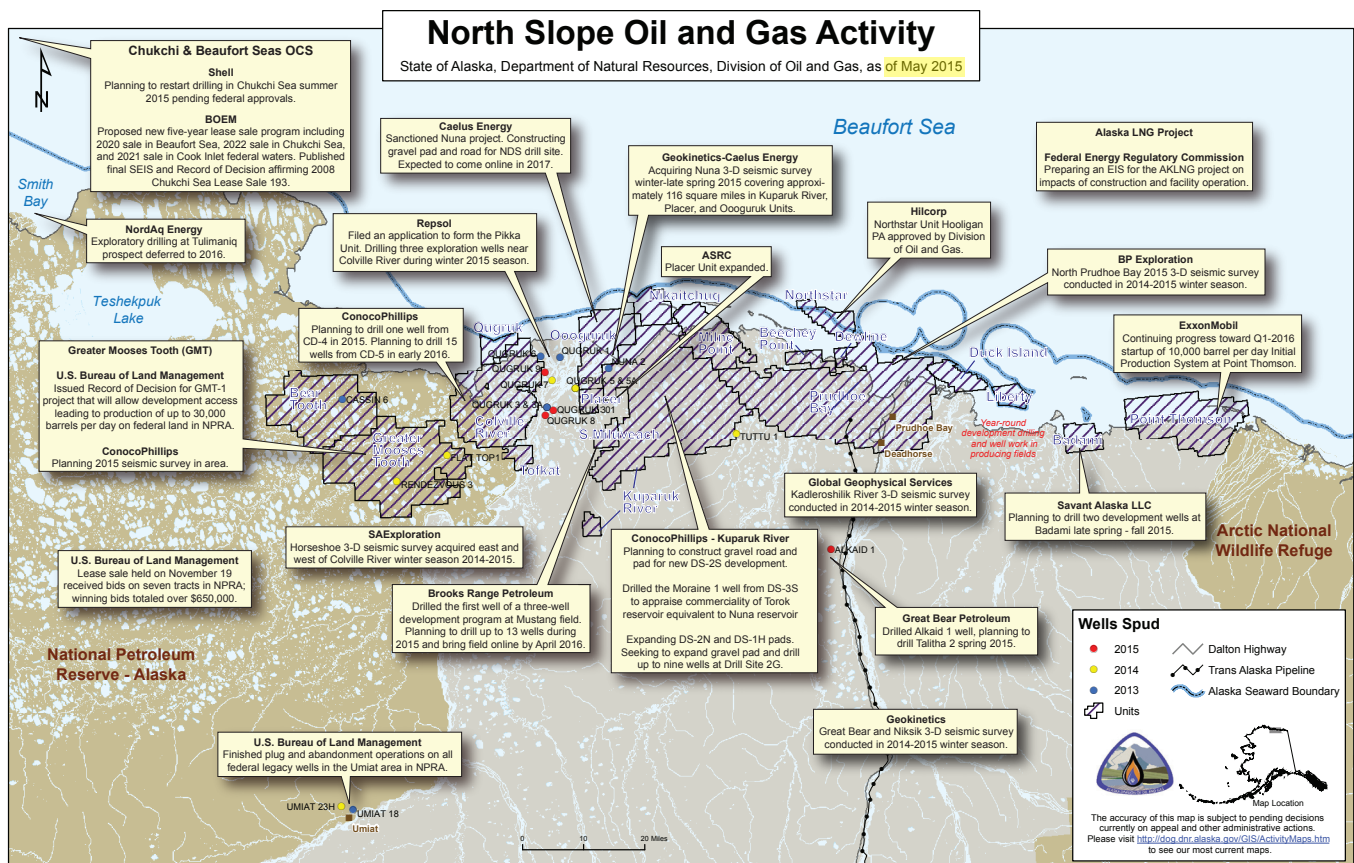 North Slope Oil and Gas Activity
State of Alaska, Department of Natural Resources, Division of Oil and Gas, as of May 2015
Chukchi & Beaufort Seas OCS
Shell
Planning to restart drilling in Chukchi Sea summer
2015 pending federal approvals.
BOEM
Proposed new five-year lease sale program including
2020 sale in Beaufort Sea, 2022 sale in Chukchi Sea,
and 2021 sale in Cook Inlet federal waters. Published
final SEIS and Record of Decision affirming 2008
Chukchi Sea Lease Sale 193.
N
Smith
Bay
NordAq Energy
Exploratory drilling at Tulimaniq
prospect deferred to 2016.
Teshekpuk
Lake
Caelus Energy
Sanctioned Nuna project. Constructing
gravel pad and road for NDS drill site.
Expected to come online in 2017.
Geokinetics-Caelus Energy
Acquiring Nuna 3-D seismic survey
winter-late spring 2015 covering approxi-
mately 116 square miles in Kuparuk River,
Placer, and Oooguruk Units.
Beaufort Sea
Alaska LNG Project
Federal Energy Regulatory Commission
Preparing an EIS for the AKLNG project on
impacts of construction and facility operation.
Repsol
Filed an application to form the Pikka
Unit. Drilling three exploration wells near
Colville River during winter 2015 season.
ASRC
Placer Unit expanded.
Hilcorp
Northstar Unit Hooligan
PA approved by Division
of Oil and Gas.
BP Exploration
North Prudhoe Bay 2015 3-D seismic survey
conducted in 2014-2015 winter season.
ConocoPhillips
Planning to drill one well from
CD-4 in 2015. Planning to drill 15
wells from CD-5 in early 2016.
ExxonMobil
Continuing progress toward Q1-2016
startup of 10,000 barrel per day Initial
Production System at Point Thomson.
Greater Mooses Tooth (GMT)
U.S. Bureau of Land Management
Issued Record of Decision for GMT-1
project that will allow development access
leading to production of up to 30,000
barrels per day on federal land in NPRA.
ConocoPhillips
Planning 2015 seismic survey in area.
Qugruk
Oooguruk
Nikaitchuq
Milne
Point
Beechey
Point
Northstar
Dewline
Duck Island
Liberty
Badami
Point Thomson
Prudhoe
Bay
Bear
Tooth
Greater
Mooses
Tooth
Colville
River
Tofkat
Placer
S.Miluveach
Kuparuk
River
QUGRUK 6
QUGRUK 4
QUGRUK 9
QUGRUK 7
NUNA 2
QUGRUK 5 & 5A
QUGRUK 3 & 3A
QUGRUK 301
QUGRUK 8
CASSIN 6
FLAT TOP1
RENDEZVOUS 3
TUTTU 1
Prudhoe Bay
Deadhorse
Year-round
development drilling
and well work in
producing fields
SAExploration
Horseshoe 3-D seismic survey acquired east and
west of Colville River winter season 2014-2015.
Global Geophysical Services
Kadleroshilik River 3-D seismic survey
conducted in 2014-2015 winter season.
Savant Alaska LLC
Planning to drill two development wells at
Badami late spring - fall 2015.
Arctic National
Wildlife Refuge
U.S. Bureau of Land Management
Lease sale held on November 19
received bids on seven tracts in NPRA;
winning bids totaled over $650,000.
Brooks Range Petroleum
Drilled the first well of a three-well
development program at Mustang field.
Planning to drill up to 13 wells during
2015 and bring field online by April 2016.
ConocoPhillips - Kuparuk River
Planning to construct gravel road and
pad for new DS-2S development.
Drilled the Moraine 1 well from DS-3S
to appraise commerciality of Torok
reservoir equivalent to Nuna reservoir
Expanding DS-2N and DS-1H pads.
Seeking to expand gravel pad and drill
up to nine wells at Drill Site 2G.
ALKAID 1
Great Bear Petroleum
Drilled Alkaid 1 well, planning to
drill Talitha 2 spring 2015.
National Petroleum
Reserve - Alaska
Geokinetics
Great Bear and Niksik 3-D seismic survey
conducted in 2014-2015 winter season.
U.S. Bureau of Land Management
Finished plug and abandonment operations on all
federal legacy wells in the Umiat area in NPRA.
UMIAT 23H
UMIAT 18
Umiat
0 10 20 Miles
Wells Spud
2015
2014
2013
Units
Dalton Highway
Trans Alaska Pipeline
Alaska Seaward Boundary
Map Location
The accuracy of this map is subject to pending decisions
currently on appeal and other administrative actions.
Please visit http://dog.dnr.alaska.gov/GIS/ActivityMaps.htm
to see our most current maps.